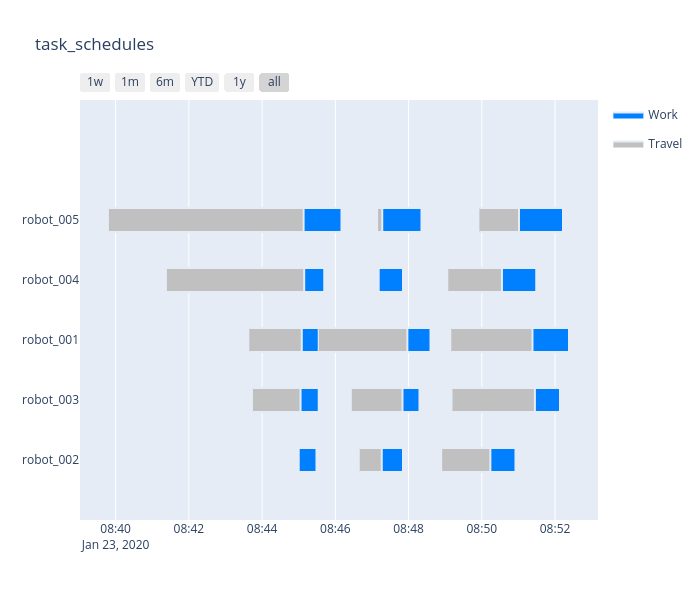 task_schedules
1w 1m 6m YTD 1y all
Work
Travel
robot_005
robot_004
robot_001
robot_003
robot_002
08:40 08:42 08:44 08:46 08:48 08:50 08:52
Jan 23, 2020